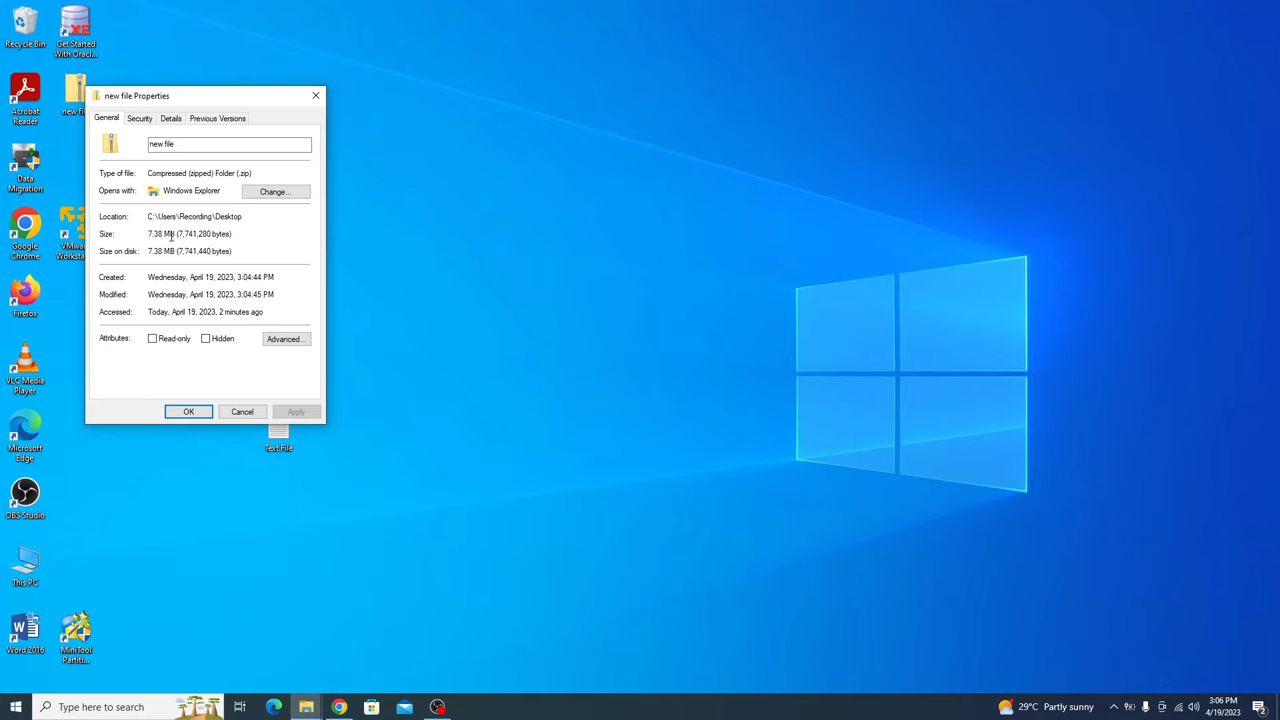 Recycle Bin
Get Started
With Oracl...
Acrobat
Reader
new fil
Data
Migration
Google
Chrome
VMwa
Worksta
Firefox
VLC Media
Player
Microsoft
Edge
OBS Studio
This PC
Word 2016
MiniTool
Partiti...
Text File
new file Properties
General
Security
Details
Previous Versions
new file
Type of file:
Compressed (zipped) Folder (.zip)
Opens with:
Windows Explorer
Change...
Location:
C:\Users\Recording\Desktop
Size:
7.38 MB (7,741,280 bytes)
Size on disk:
7.38 MB (7,741,440 bytes)
Created:
Wednesday, April 19, 2023, 3:04:44 PM
Modified:
Wednesday, April 19, 2023, 3:04:45 PM
Accessed:
Today, April 19, 2023, 2 minutes ago
Attributes:
Read-only
Hidden
Advanced...
OK
Cancel
Apply
Type here to search
29°C Partly sunny
3:06 PM
4/19/2023
2